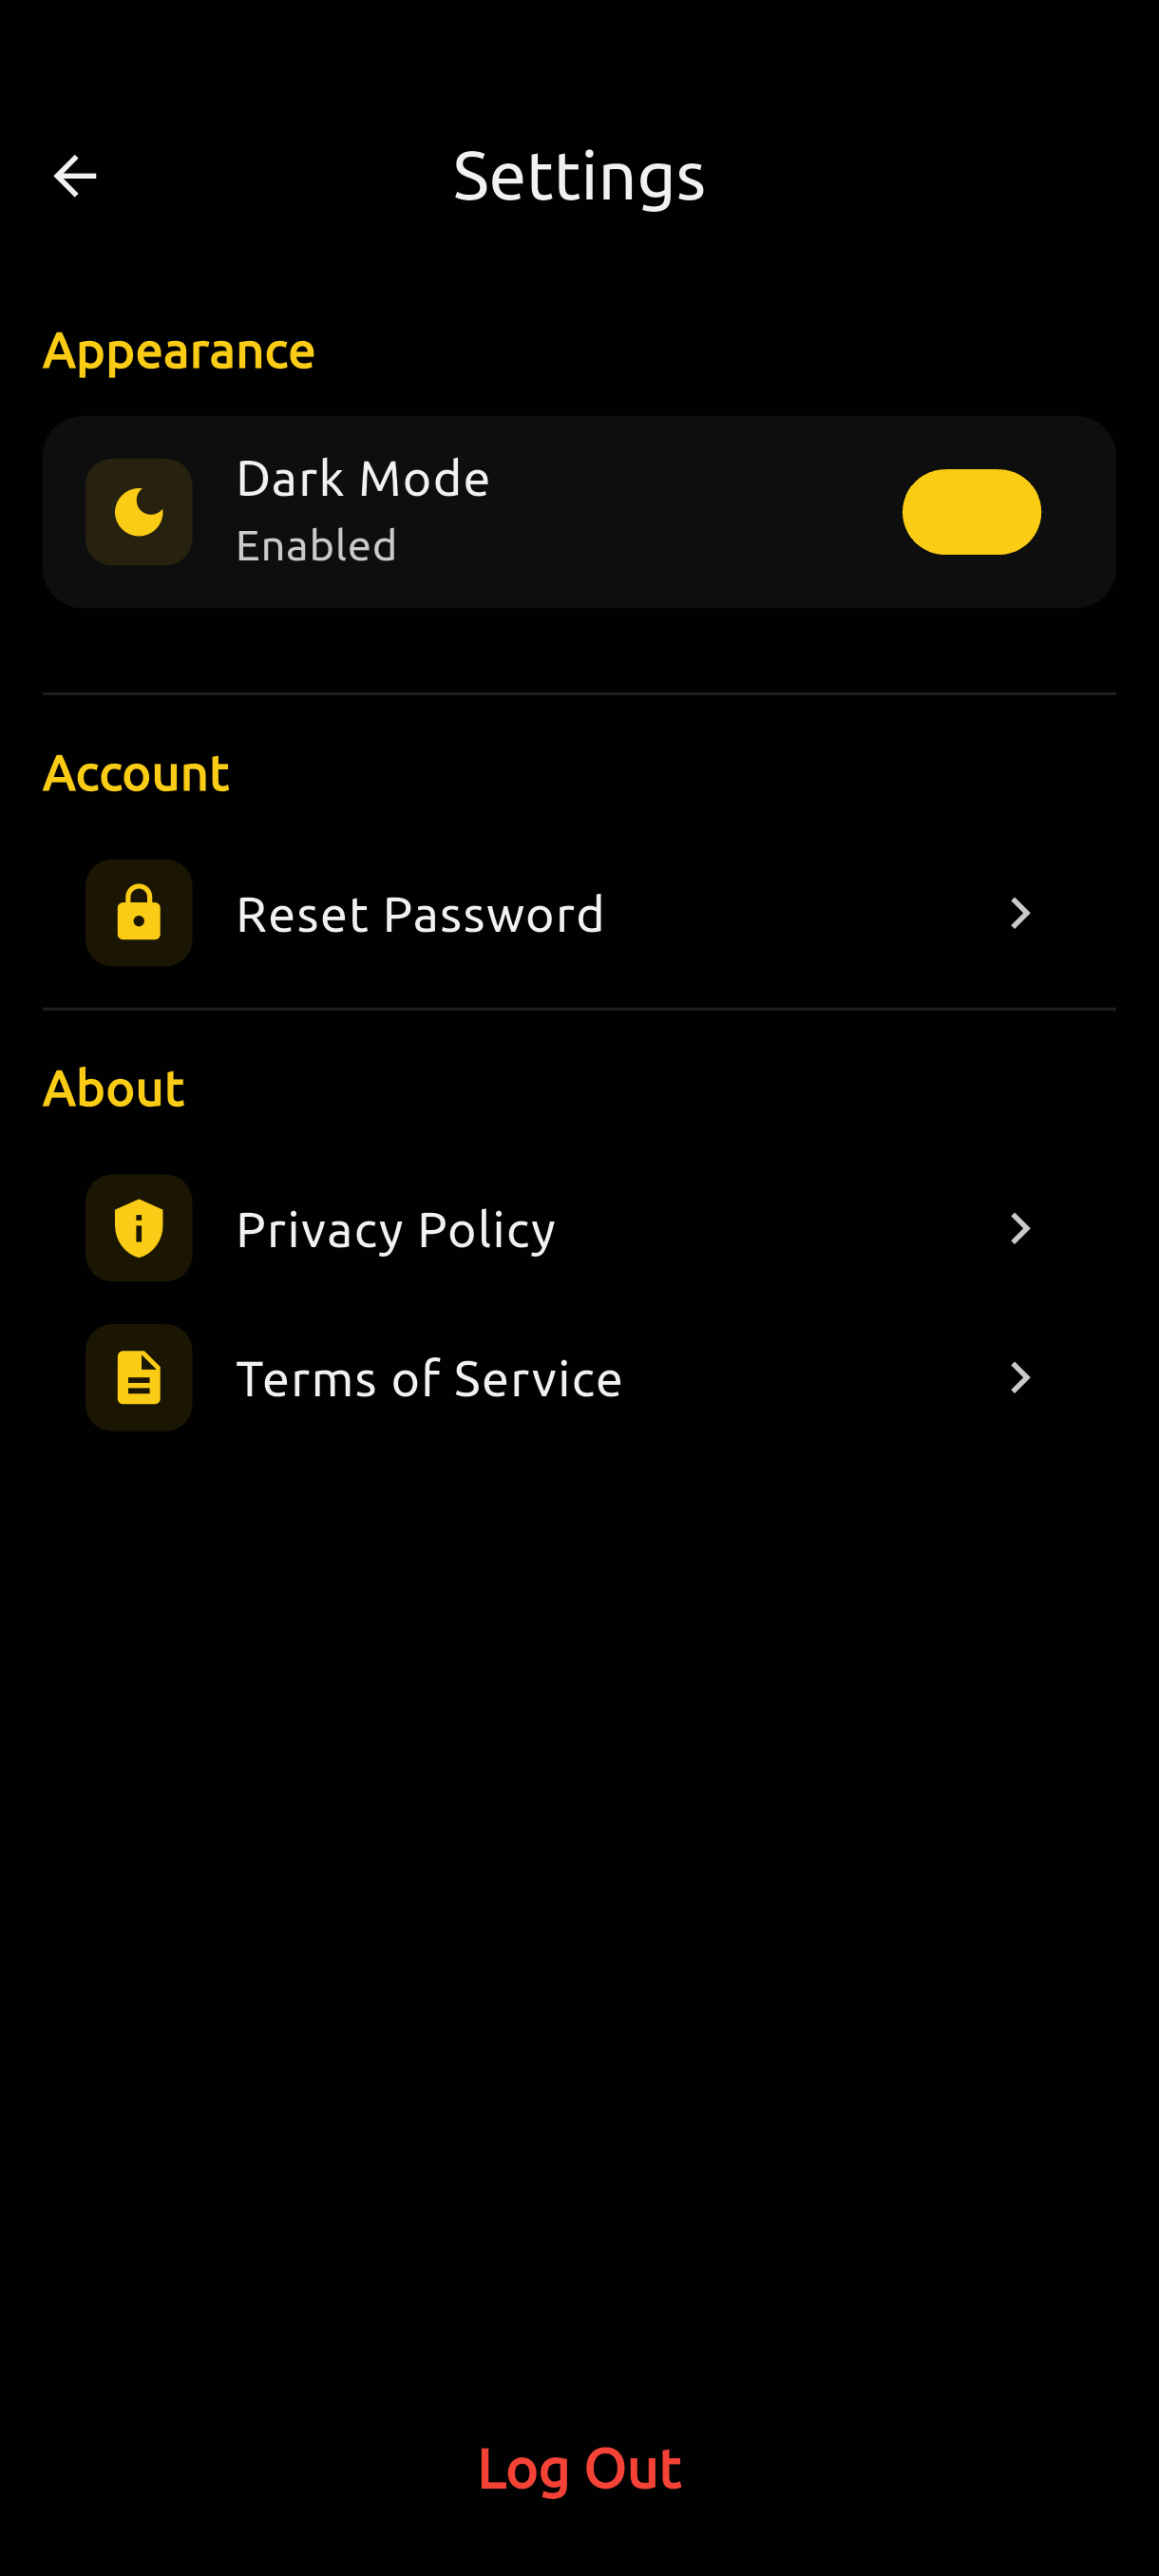 Settings
Appearance
Dark Mode
Enabled
Account
Reset Password
About
Privacy Policy
Terms of Service
Log Out